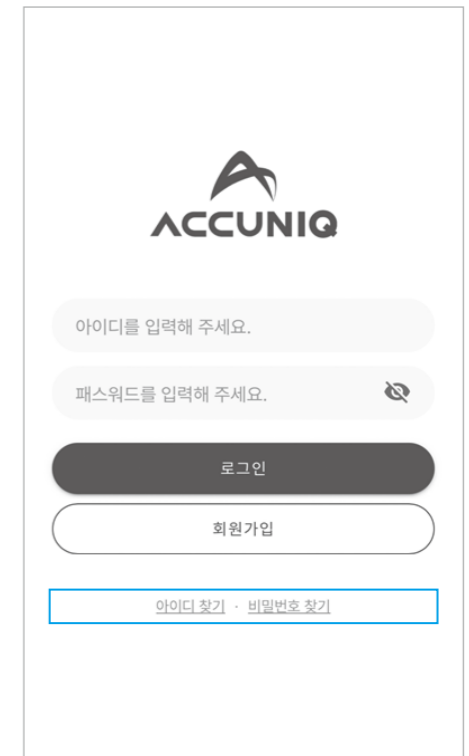 ACCUNIQ
아이디를 입력해 주세요.
패스워드를 입력해 주세요.
로그인
회원가입
아이디 찾기 · 비밀번호 찾기